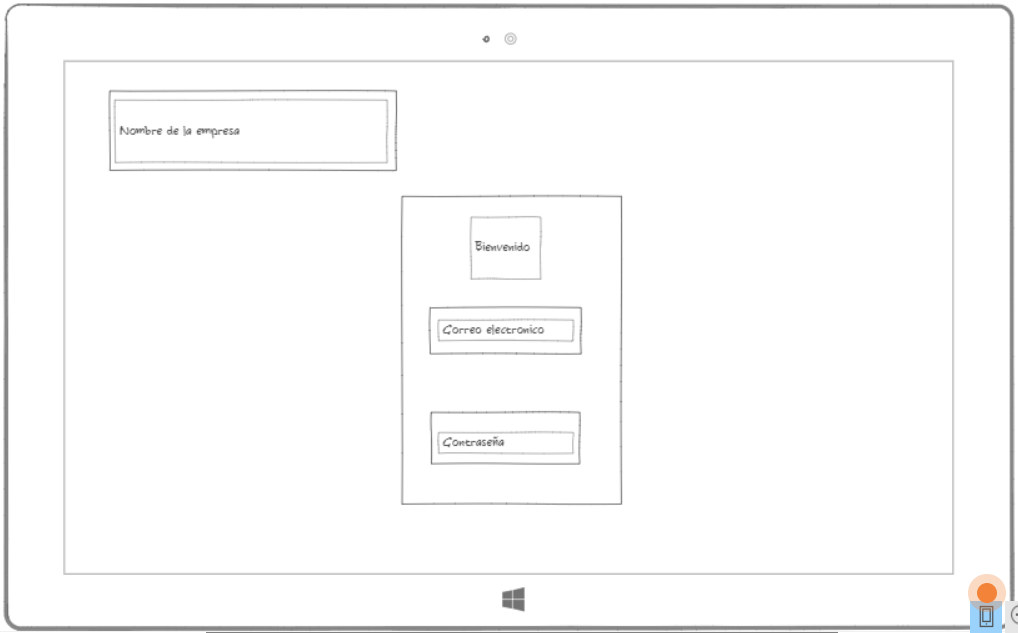 Nombre de la empresa
Bienvenido
Correo electronico
Contraseña